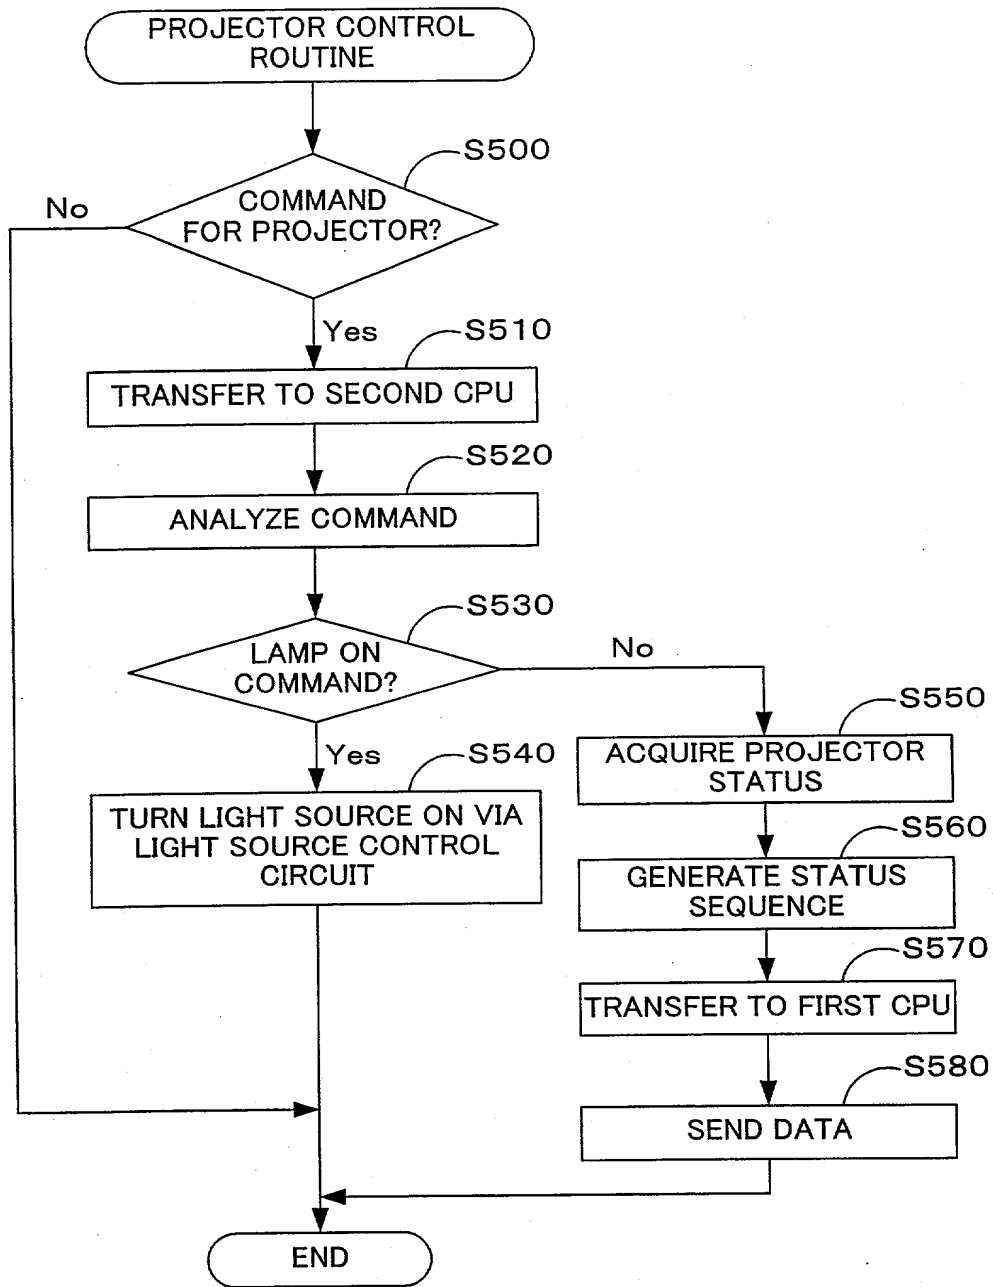 PROJECTOR CONTROL
ROUTINE
S500
COMMAND
FOR PROJECTOR?
No
Yes
S510
TRANSFER TO SECOND CPU
S520
ANALYZE COMMAND
S530
LAMP ON
COMMAND?
No
Yes
S540
TURN LIGHT SOURCE ON VIA
LIGHT SOURCE CONTROL
CIRCUIT
S550
ACQUIRE PROJECTOR
STATUS
S560
GENERATE STATUS
SEQUENCE
S570
TRANSFER TO FIRST CPU
S580
SEND DATA
END